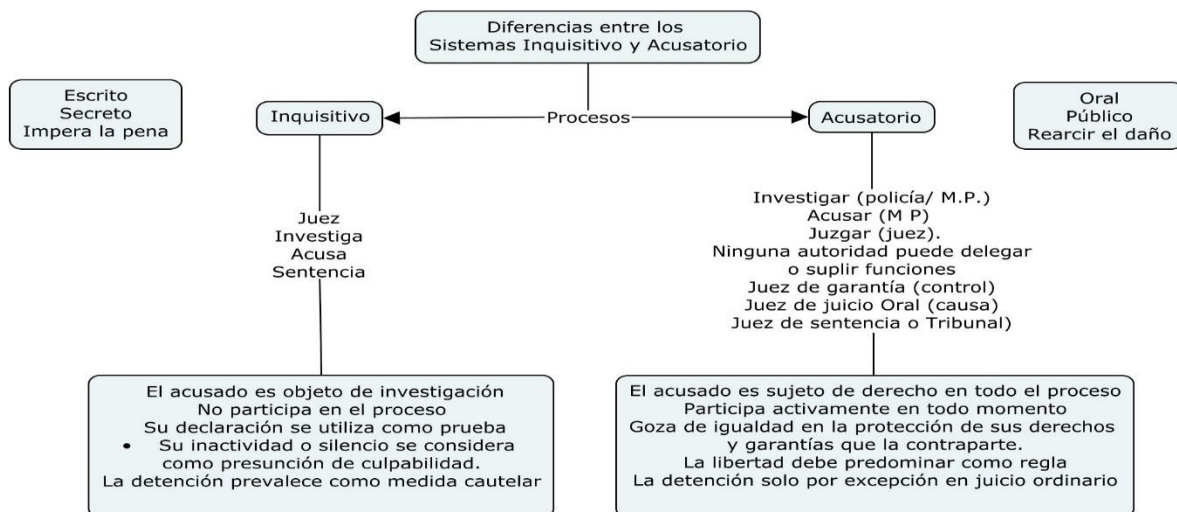 Diferencias entre los
Sistemas Inquisitivo y Acusatorio
Escrito
Secreto
Impera la pena
Inquisitivo
Procesos
Acusatorio
Oral
Público
Rearcir el daño
Juez
Investiga
Acusa
Sentencia
Investigar (policía/ M.P.)
Acusar (M P)
Juzgar (juez).
Ninguna autoridad puede delegar
o suplir funciones
Juez de garantía (control)
Juez de juicio Oral (causa)
Juez de sentencia o Tribunal)
El acusado es objeto de investigación
No participa en el proceso
Su declaración se utiliza como prueba
• Su inactividad o silencio se considera
como presunción de culpabilidad.
La detención prevalece como medida cautelar
El acusado es sujeto de derecho en todo el proceso
Participa activamente en todo momento
Goza de igualdad en la protección de sus derechos
y garantías que la contraparte.
La libertad debe predominar como regla
La detención solo por excepción en juicio ordinario